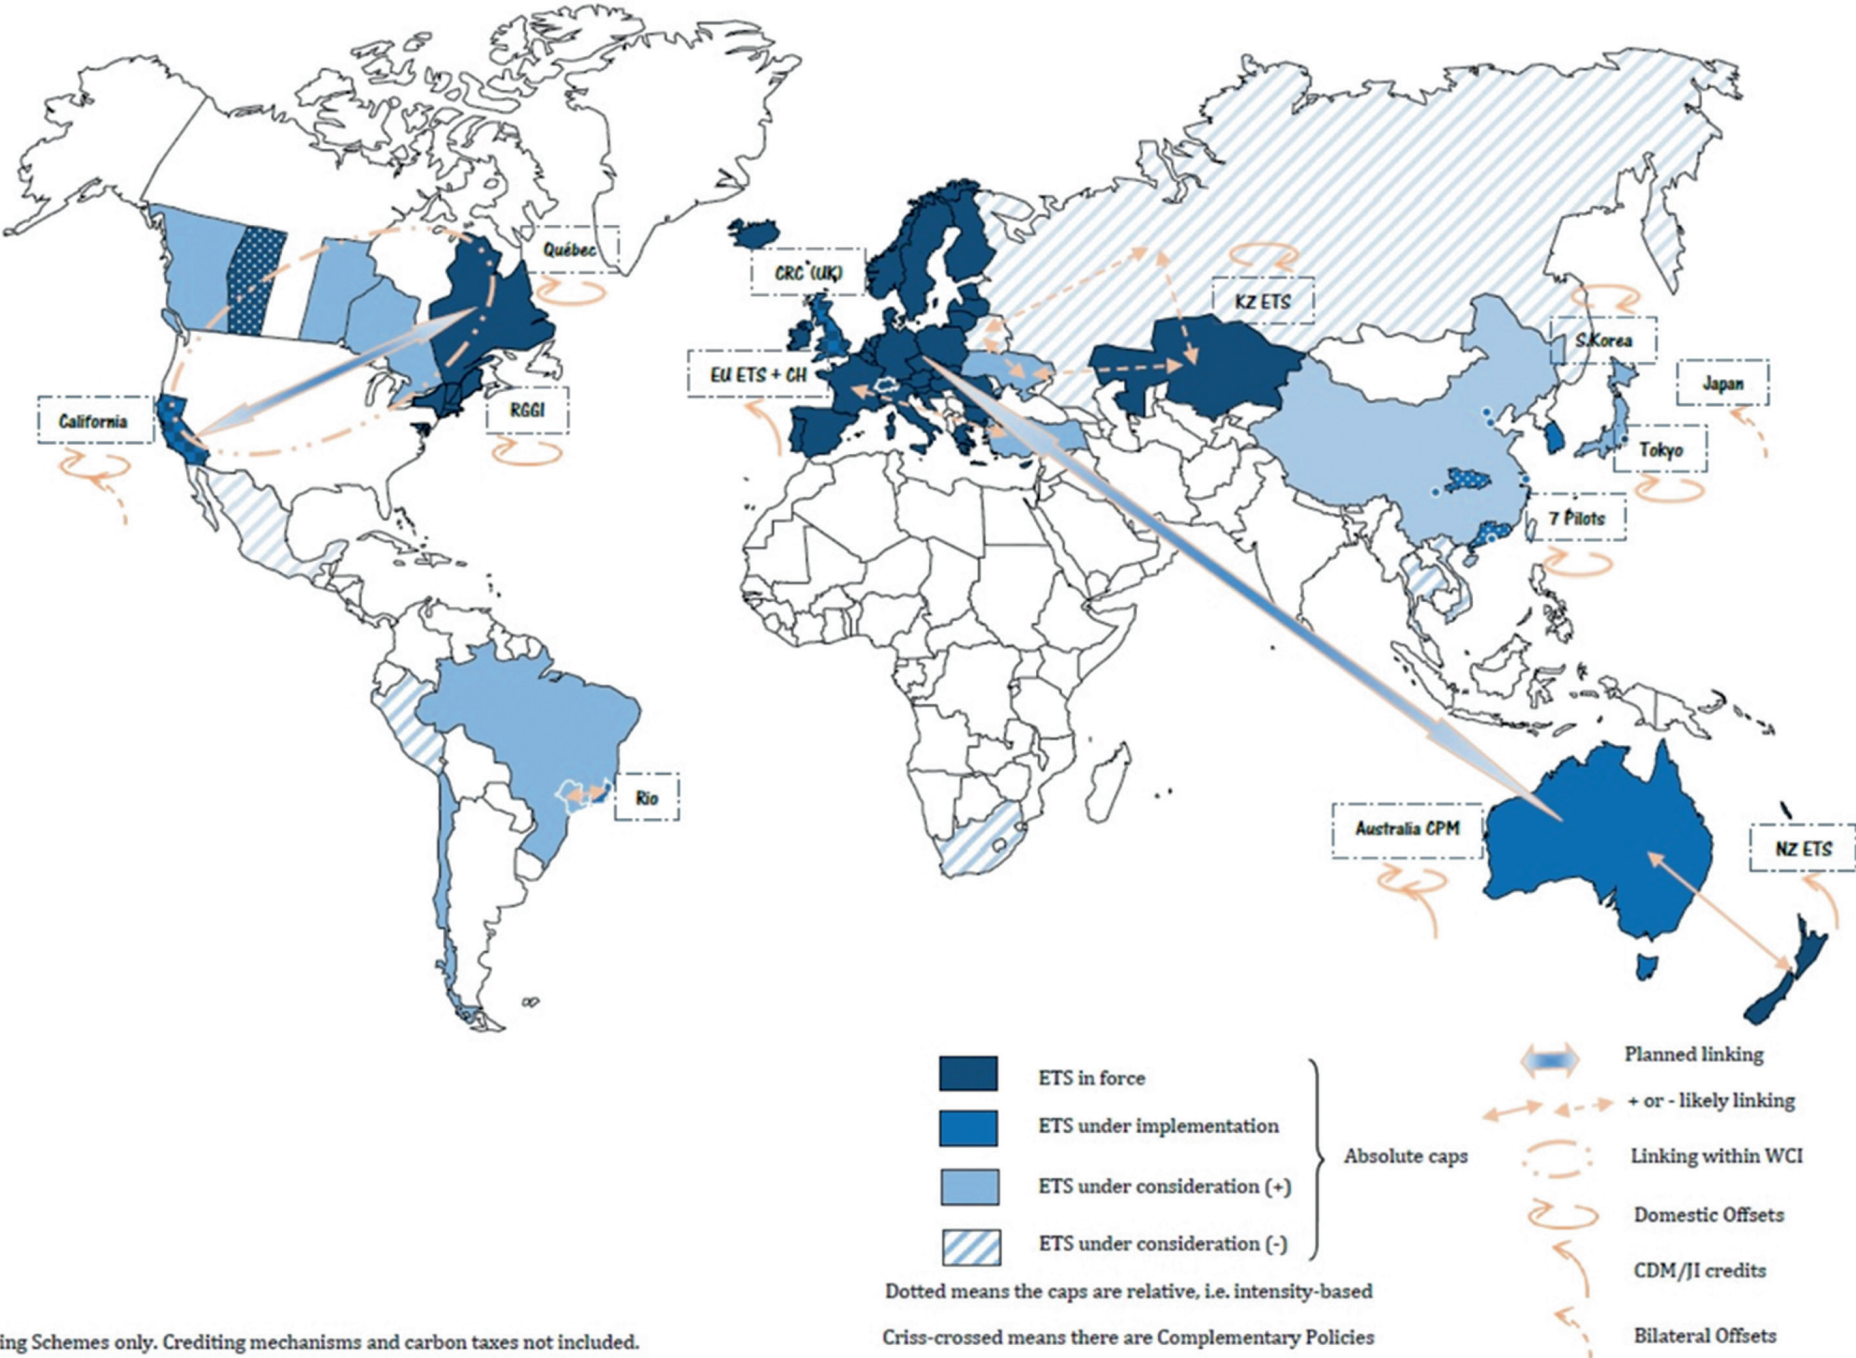 Québec
CRC*(UK)
KZ ETS
S.Korea
EU ETS + CH
Japan
California
RGGI
Tokyo
7 Pilots
Rio
Australia CPM
NZ ETS
ETS in force
ETS under implementation
ETS under consideration (+)
ETS under consideration (-)
Absolute caps
Dotted means the caps are relative, i.e. intensity-based
Criss-crossed means there are Complementary Policies
Planned linking
+ or - likely linking
Linking within WCI
Domestic Offsets
CDM/JI credits
Bilateral Offsets
ing Schemes only. Crediting mechanisms and carbon taxes not included.